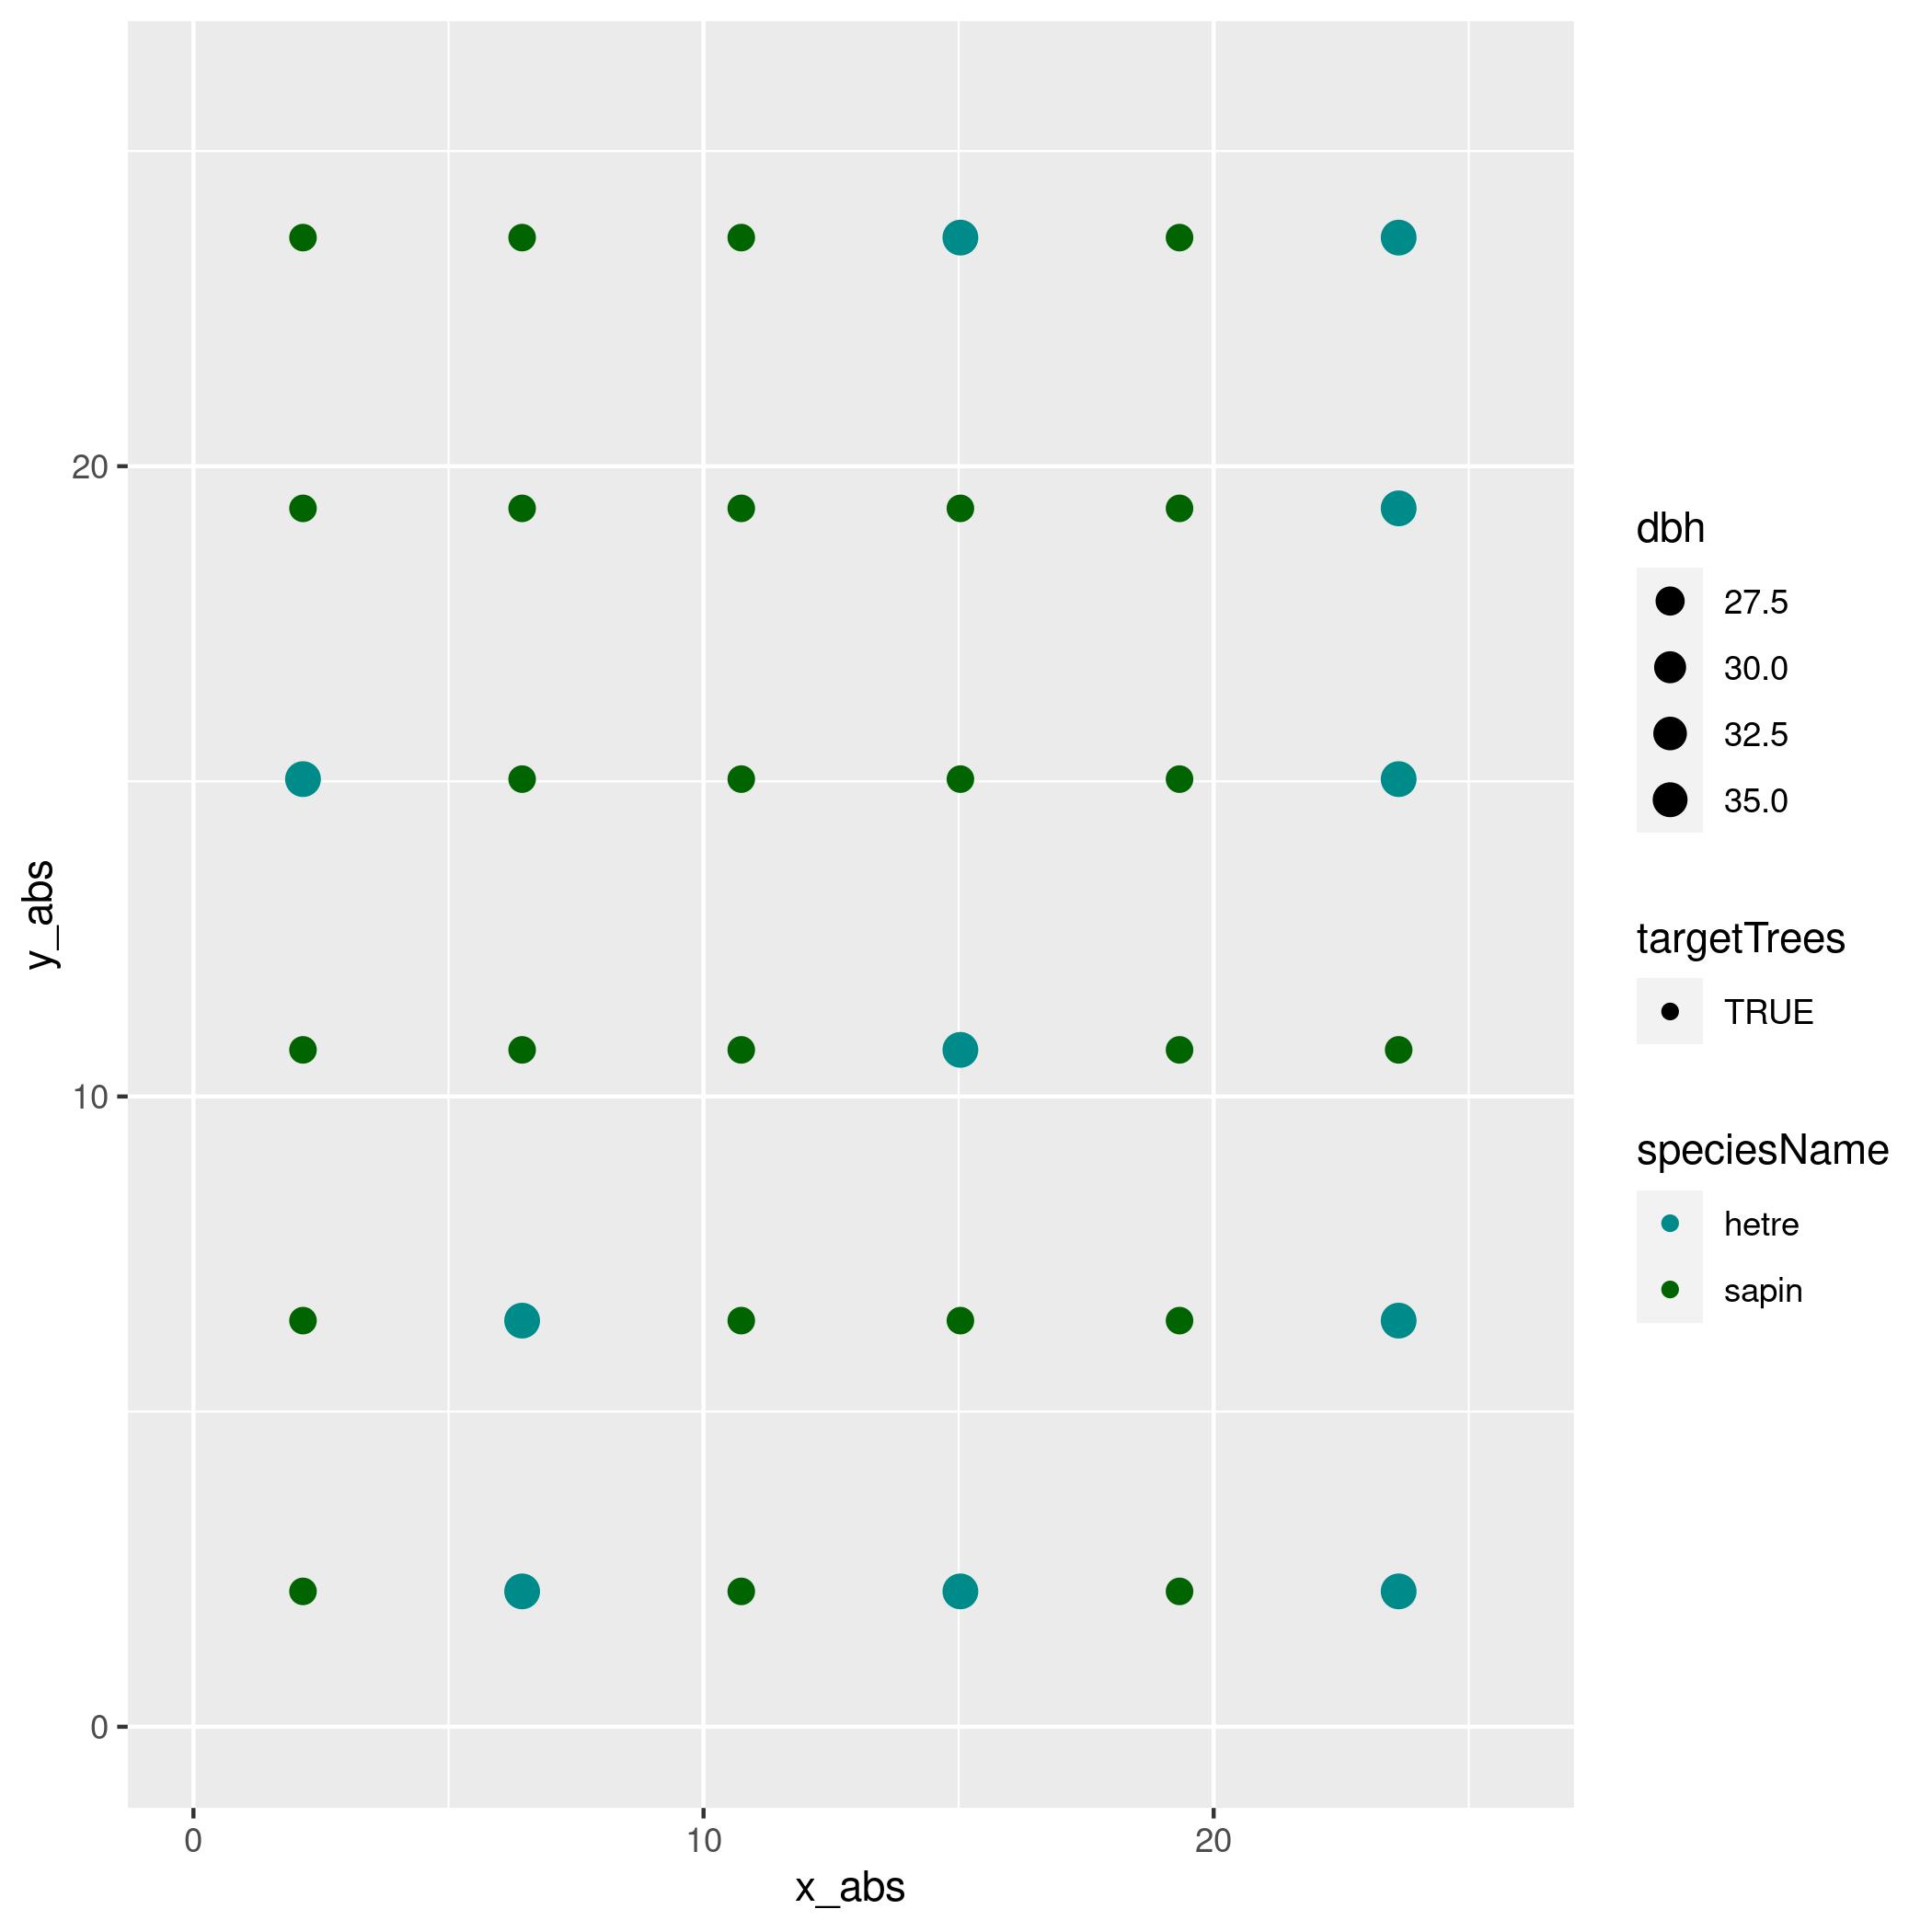 y_abs
20
10
0
0 10 20
x_abs
dbh
27.5
30.0
32.5
35.0
targetTrees
TRUE
speciesName
hetre
sapin